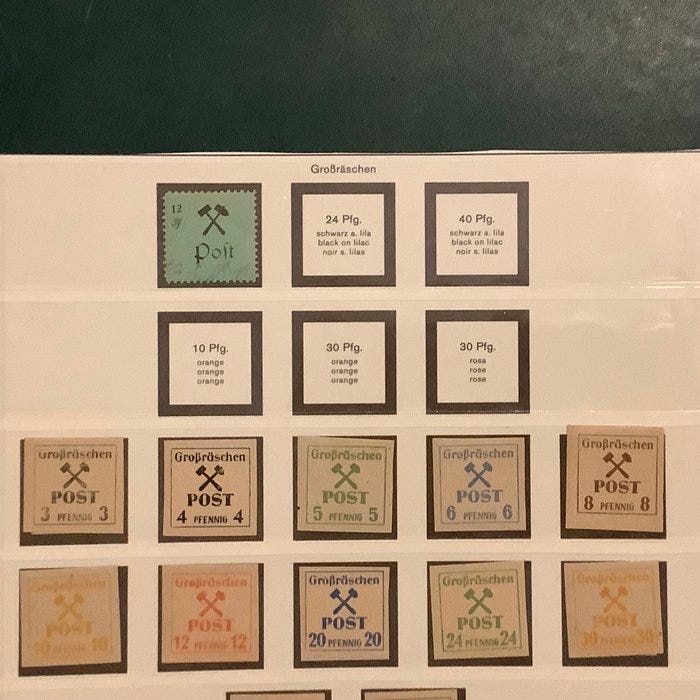 Großräschen
12
Pf
Post
24 Pfg.
schwarz a. lila
black on lilac
noir s. lilas
40 Pfg.
schwarz a. lila
black on lilac
noir s. lilas
10 Pfg.
orange
orange
orange
30 Pfg.
orange
orange
orange
30 Pfg.
rosa
rose
rose
Großräschen
POST
3 PFENNIG 3
Großräschen
POST
4 PFENNIG 4
Großräschen
POST
5 PFENNIG 5
Großräschen
POST
6 PFENNIG 6
Großräschen
POST
8 PFENNIG 8
Großräschen
POST
10 PFENNIG 10
Großräschen
POST
12 PFENNIG 12
Großräschen
POST
20 PFENNIG 20
Großräschen
POST
24 PFENNIG 24
Großräschen
POST
30 PFENNIG 30